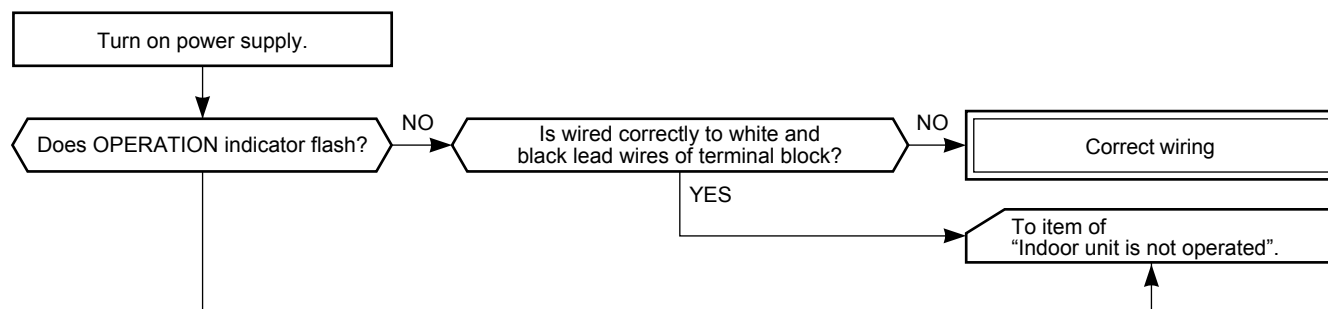 Turn on power supply.
Does OPERATION indicator flash?
NO
Is wired correctly to white and
black lead wires of terminal block?
NO
Correct wiring
YES
To item of
“Indoor unit is not operated”.